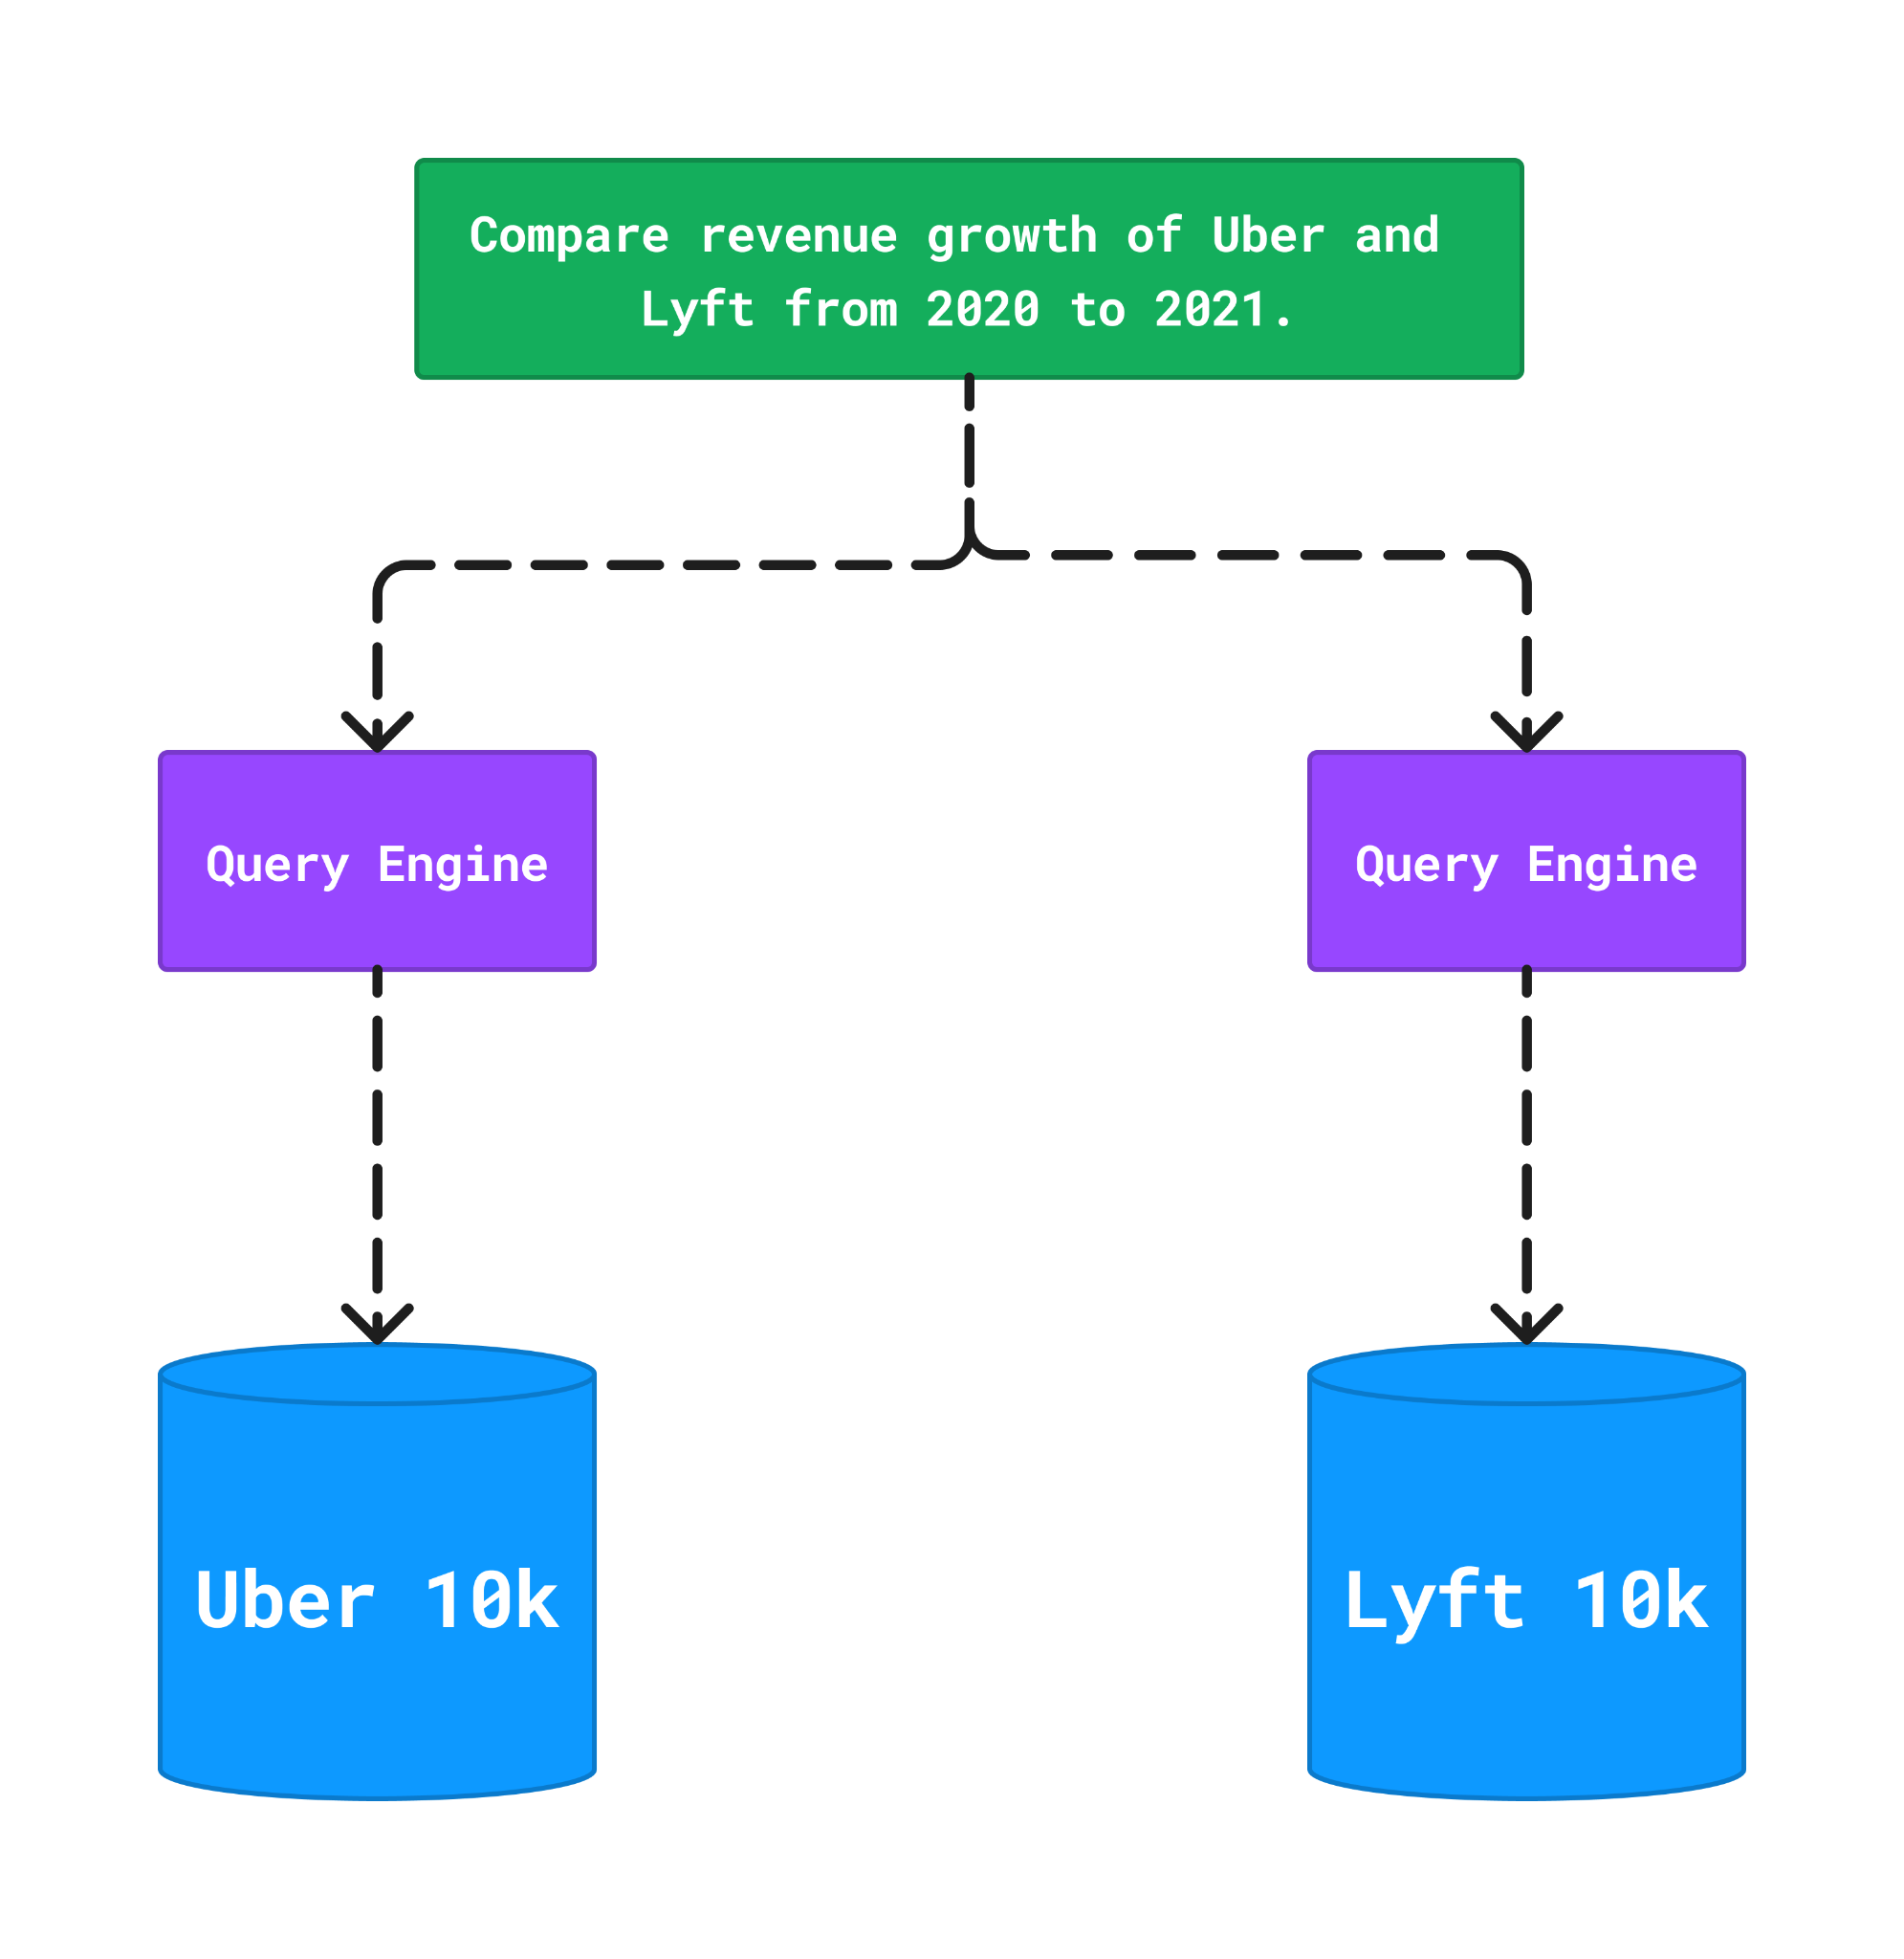 Compare revenue growth of Uber and
Lyft from 2020 to 2021.
Query Engine
Query Engine
Uber 10k
Lyft 10k